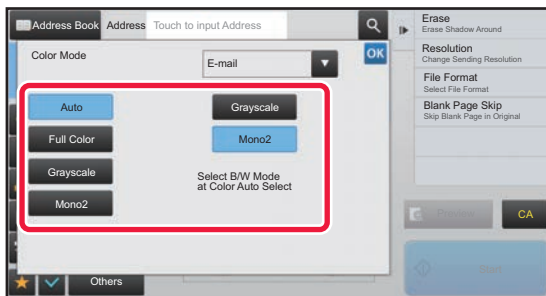 Address Book Address Touch to input Address
Color Mode
E-mail
OK
Auto
Full Color
Grayscale
Mono2
Grayscale
Mono2
Select B/W Mode
at Color Auto Select
Others
Erase
Erase Shadow Around
Resolution
Change Sending Resolution
File Format
Select File Format
Blank Page Skip
Skip Blank Page in Original
Preview
CA
Start